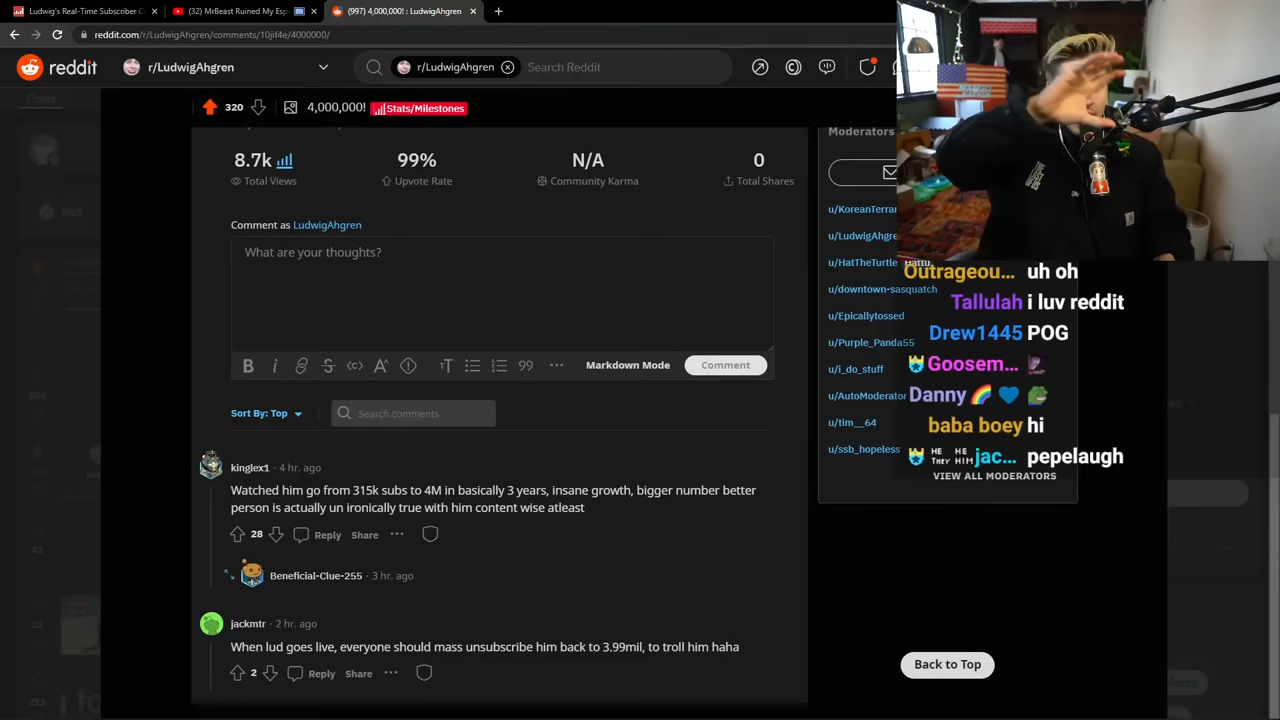 Ludwig's Real-Time Subscriber C
(32) MrBeast Ruined My Esp
(997) 4,000,000! : LudwigAhgren
reddit.com/r/LudwigAhgren/comments/10jif4q/4000000/
reddit
r/LudwigAhgren
r/LudwigAhgren
Search Reddit
Posts
320
4,000,000!
Stats/Milestones
8.7k
Total Views
99%
Upvote Rate
N/A
Community Karma
0
Total Shares
Comment as LudwigAhgren
What are your thoughts?
Markdown Mode
Comment
Sort By: Top
Search comments
kinglex1 · 4 hr. ago
Watched him go from 315k subs to 4M in basically 3 years, insane growth, bigger number better
person is actually un ironically true with him content wise atleast
28 Reply Share
Beneficial-Clue-255 · 3 hr. ago
jackmtr · 2 hr. ago
When lud goes live, everyone should mass unsubscribe him back to 3.99mil, to troll him haha
2 Reply Share
Moderators
u/KoreanTerran
u/LudwigAhgre
u/HatTheTurtle
u/downtown-sasquatch
u/Epicallytossed
u/Purple_Panda55
u/i_do_stuff
u/AutoModerator
u/tim__64
u/ssb_hopeless
VIEW ALL MODERATORS
Outrageou... uh oh
Tallulah i luv reddit
Drew1445 POG
Goosem...
Danny
baba boey hi
HE THEY HE HIM jac... pepelaugh
Back to Top